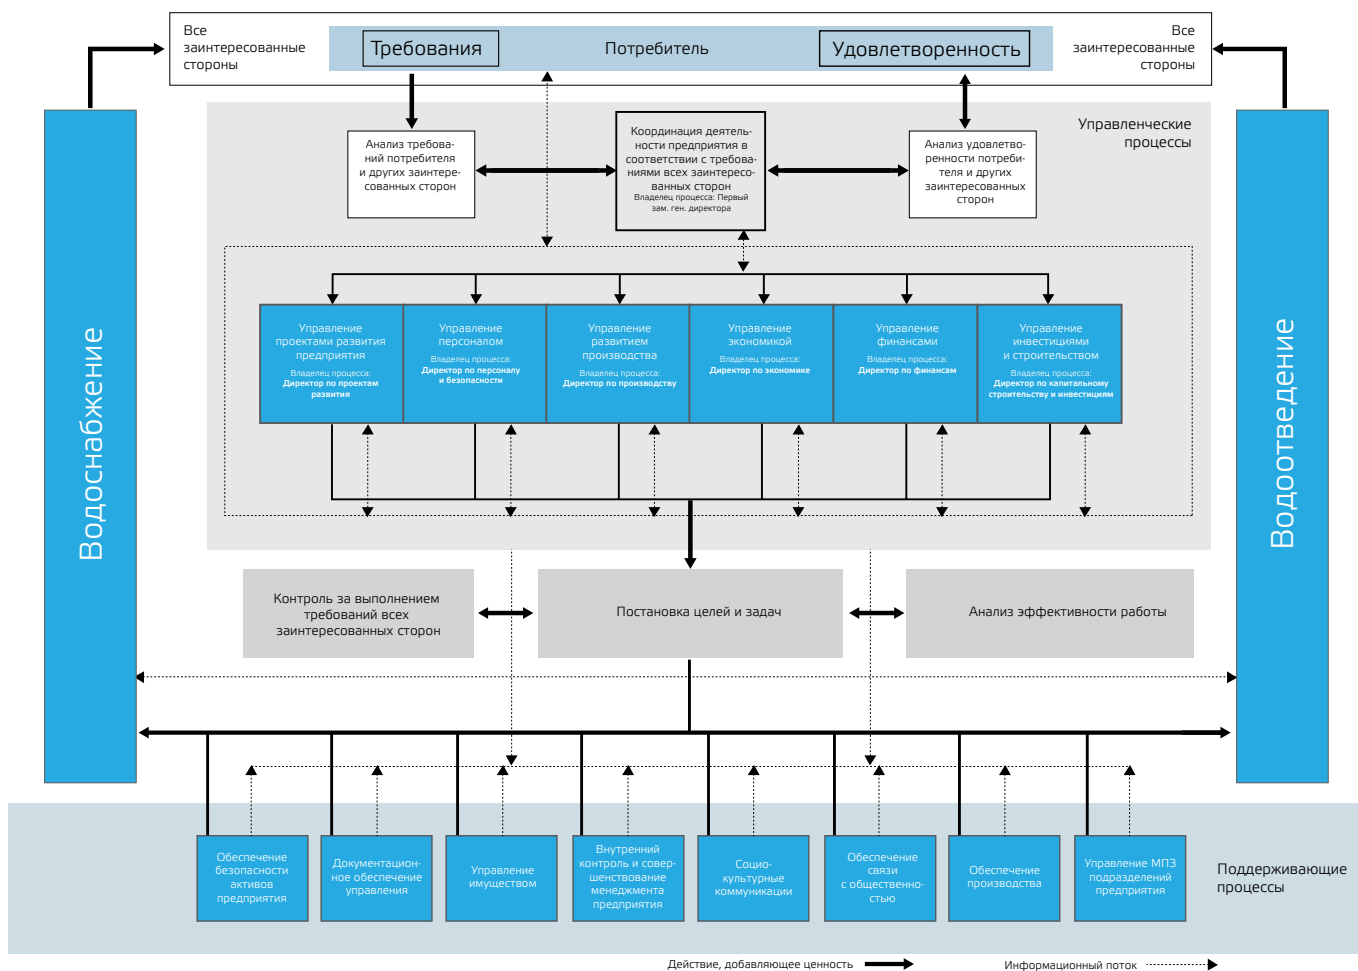 Все
заинтересованные
стороны
Требования
Потребитель
Удовлетворенность
Все
заинтересованные
стороны
Управленческие
процессы
Анализ требова-
ний потребителя
и других заинтере-
сованных сторон
Координация деятель-
ности предприятия в
соответствии с требова-
ниями всех заинтересо-
ванных сторон
Владелец процесса: Первый
зам. ген. директора
Анализ удовлетво-
ренности потреби-
теля и других
заинтересованных
сторон
Водоснабжение
Водоотведение
Управление
проектами развития
предприятия
Владелец процесса:
Директор по проектам
развития
Управление
персоналом
Владелец процесса:
Директор по персоналу
и безопасности
Управление
развитием
производства
Владелец процесса:
Директор по производству
Управление
экономикой
Владелец процесса:
Директор по экономике
Управление
финансами
Владелец процесса:
Директор по финансам
Управление
инвестициями
и строительством
Владелец процесса:
Директор по капитальному
строительству и инвестициям
Контроль за выполнением
требований всех
заинтересованных сторон
Постановка целей и задач
Анализ эффективности работы
Обеспечение
безопасности
активов
предприятия
Документацион-
ное обеспечение
управления
Управление
имуществом
Внутренний
контроль и совер-
шенствование
менеджмента
предприятия
Социо-
культурные
коммуникации
Обеспечение
связи
с общественно-
стью
Обеспечение
производства
Управление МПЗ
подразделений
предприятия
Поддерживающие
процессы
Действие, добавляющее ценность
Информационный поток